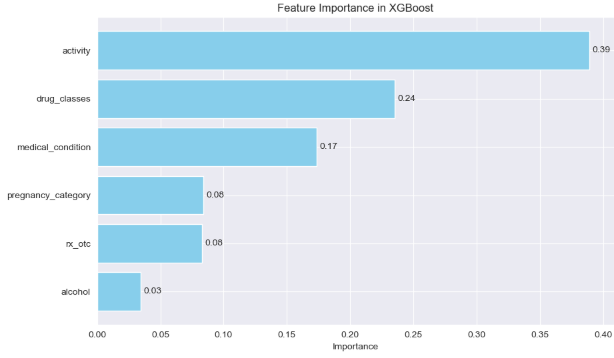 Feature Importance in XGBoost
activity
0.39
drug_classes
0.24
medical_condition
0.17
pregnancy_category
0.08
rx_otc
0.08
alcohol
0.03
0.00 0.05 0.10 0.15 0.20 0.25 0.30 0.35 0.40
Importance